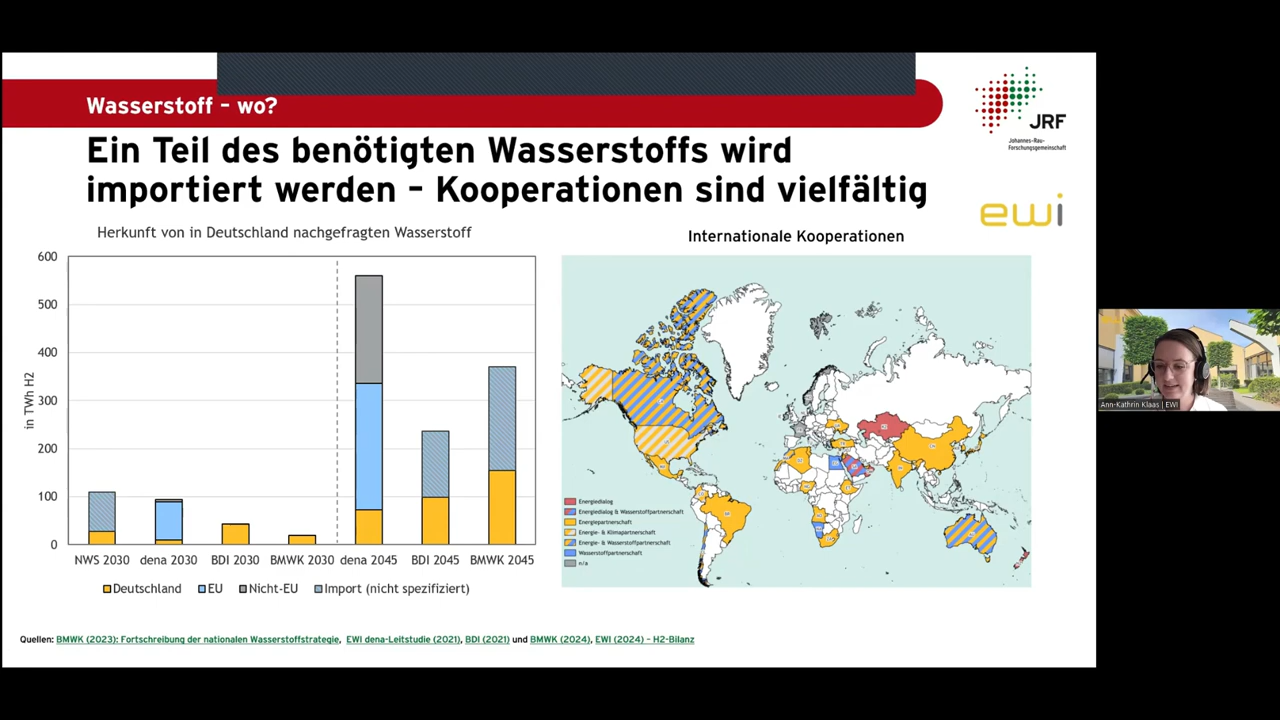 Wasserstoff – wo?
JRF
Johannes-Rau-
Forschungsgemeinschaft
Ein Teil des benötigten Wasserstoffs wird
importiert werden – Kooperationen sind vielfältig
ewi
Herkunft von in Deutschland nachgefragten Wasserstoff
in TWh H2
600
500
400
300
200
100
0
NWS 2030 dena 2030 BDI 2030 BMWK 2030 dena 2045 BDI 2045 BMWK 2045
Deutschland EU Nicht-EU Import (nicht spezifiziert)
Internationale Kooperationen
Energiedialog
Energiedialog & Wasserstoffpartnerschaft
Energiepartnerschaft
Energie- & Klimapartnerschaft
Energie- & Wasserstoffpartnerschaft
Wasserstoffpartnerschaft
n/a
Ann-Kathrin Klaas | EWI
Quellen: BMWK (2023): Fortschreibung der nationalen Wasserstoffstrategie, EWI dena-Leitstudie (2021), BDI (2021) und BMWK (2024), EWI (2024) – H2-Bilanz